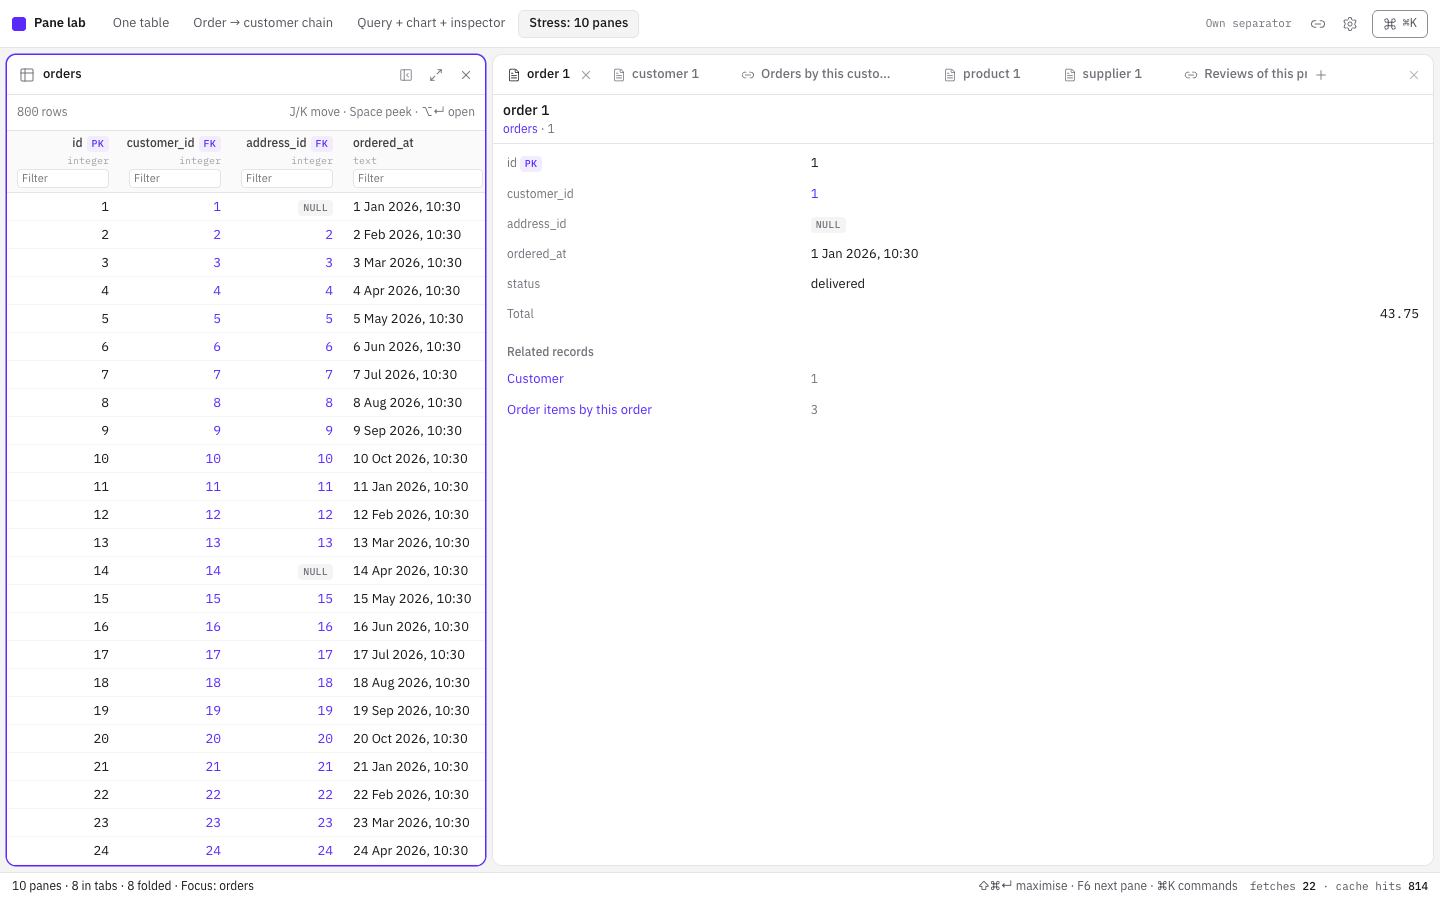 Pane lab One table Order → customer chain Query + chart + inspector Stress: 10 panes Own separator ⌘ ⌘K
orders
800 rows J/K move · Space peek · ⌥↵ open
id PK customer_id FK address_id FK ordered_at
integer integer integer text
Filter Filter Filter Filter
1 1 NULL 1 Jan 2026, 10:30
2 2 2 2 Feb 2026, 10:30
3 3 3 3 Mar 2026, 10:30
4 4 4 4 Apr 2026, 10:30
5 5 5 5 May 2026, 10:30
6 6 6 6 Jun 2026, 10:30
7 7 7 7 Jul 2026, 10:30
8 8 8 8 Aug 2026, 10:30
9 9 9 9 Sep 2026, 10:30
10 10 10 10 Oct 2026, 10:30
11 11 11 11 Jan 2026, 10:30
12 12 12 12 Feb 2026, 10:30
13 13 13 13 Mar 2026, 10:30
14 14 NULL 14 Apr 2026, 10:30
15 15 15 15 May 2026, 10:30
16 16 16 16 Jun 2026, 10:30
17 17 17 17 Jul 2026, 10:30
18 18 18 18 Aug 2026, 10:30
19 19 19 19 Sep 2026, 10:30
20 20 20 20 Oct 2026, 10:30
21 21 21 21 Jan 2026, 10:30
22 22 22 22 Feb 2026, 10:30
23 23 23 23 Mar 2026, 10:30
24 24 24 24 Apr 2026, 10:30
order 1 customer 1 Orders by this custo... product 1 supplier 1 Reviews of this pr
order 1
orders · 1
id PK 1
customer_id 1
address_id NULL
ordered_at 1 Jan 2026, 10:30
status delivered
Total 43.75
Related records
Customer 1
Order items by this order 3
10 panes · 8 in tabs · 8 folded · Focus: orders ⇧⌘↵ maximise · F6 next pane · ⌘K commands fetches 22 · cache hits 814